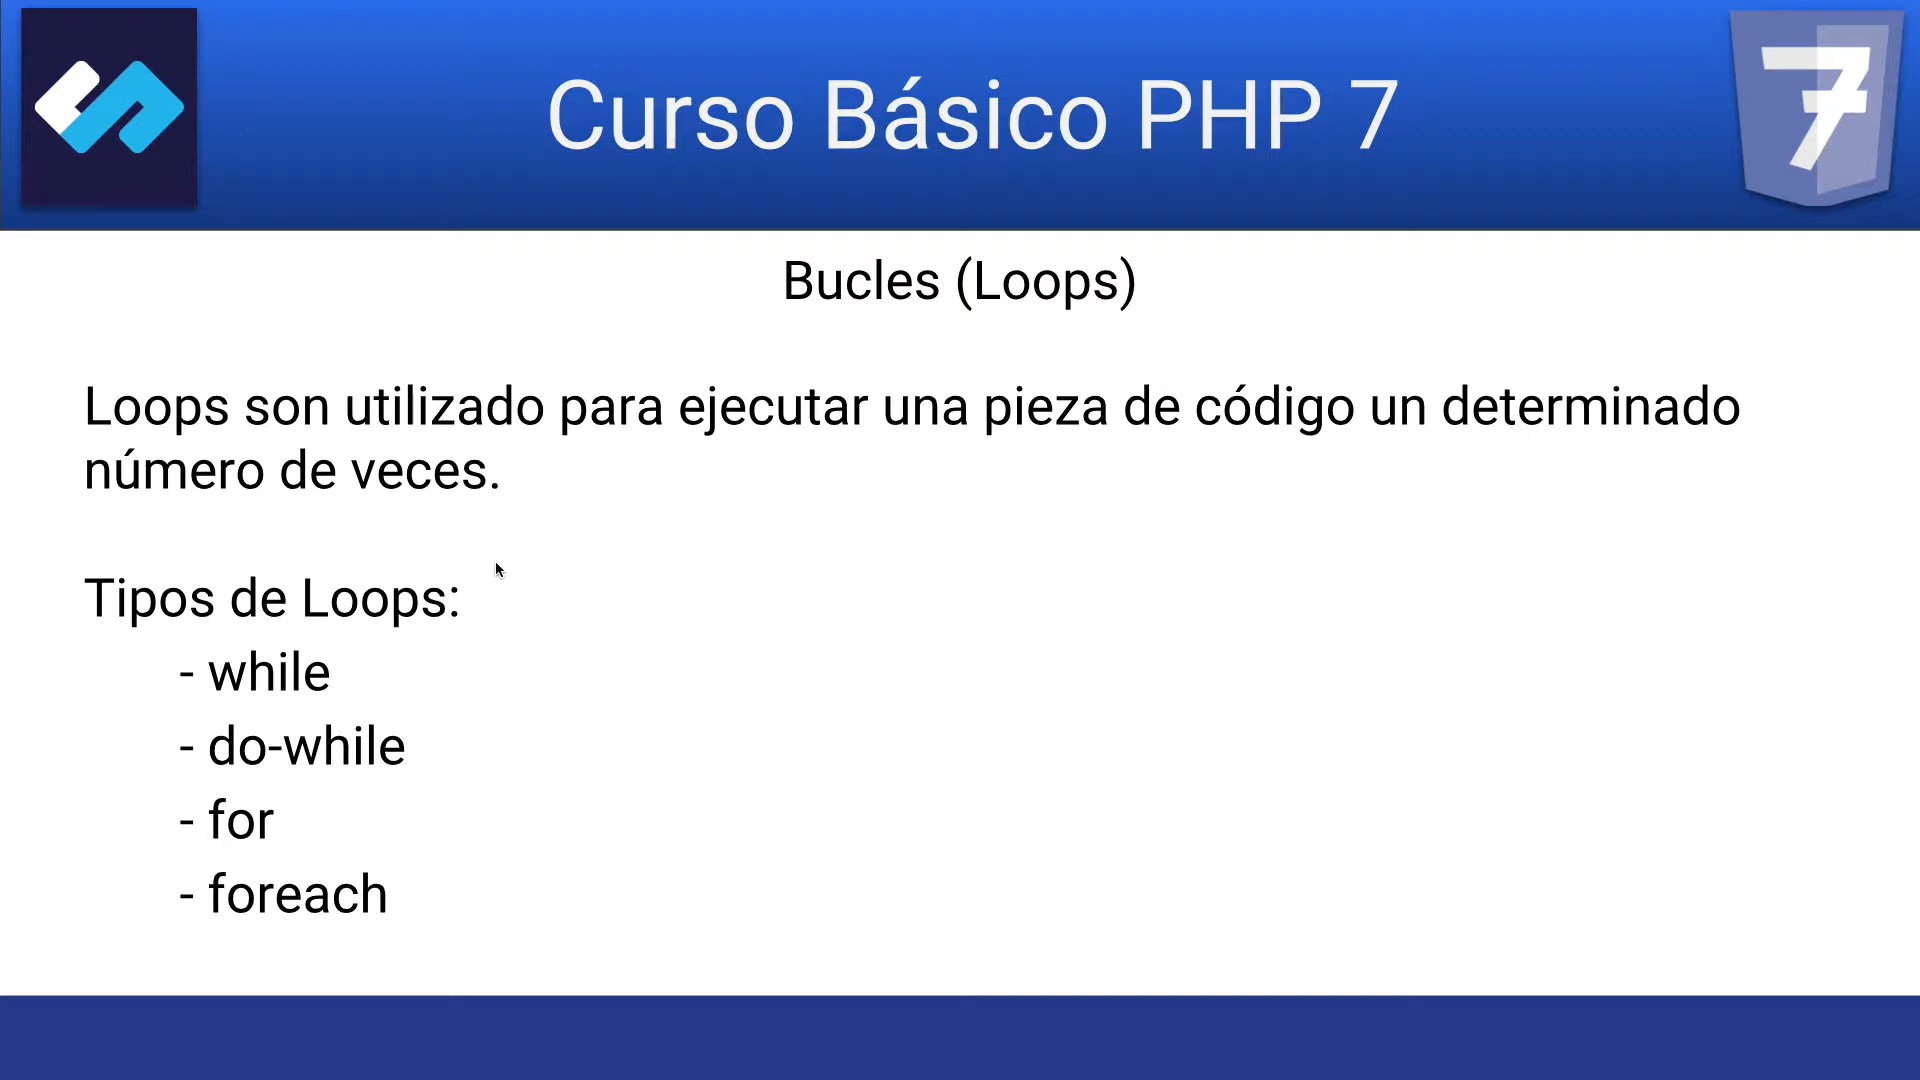 Curso Básico PHP 7
7
Bucles (Loops)
Loops son utilizado para ejecutar una pieza de código un determinado
número de veces.
Tipos de Loops:
- while
- do-while
- for
- foreach